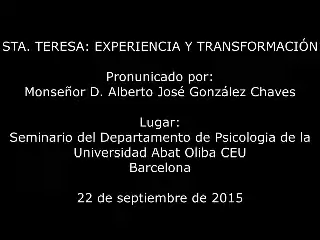 STA. TERESA: EXPERIENCIA Y TRANSFORMACIÓN
Pronunicado por:
Monseñor D. Alberto José González Chaves
Lugar:
Seminario del Departamento de Psicologia de la
Universidad Abat Oliba CEU
Barcelona
22 de septiembre de 2015